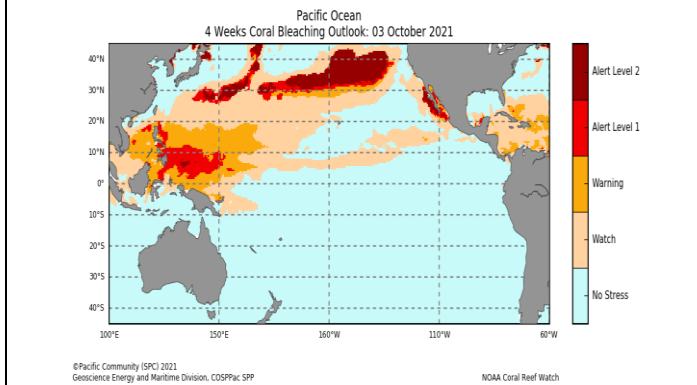 Pacific Ocean
4 Weeks Coral Bleaching Outlook: 03 October 2021
40°N
30°N
20°N
10°N
0°
10°S
20°S
30°S
40°S
100°E
150°E
160°W
110°W
60°W
Alert Level 2
Alert Level 1
Warning
Watch
No Stress
©Pacific Community (SPC) 2021
Geoscience Energy and Maritime Division, COSPPac SPP
NOAA Coral Reef Watch